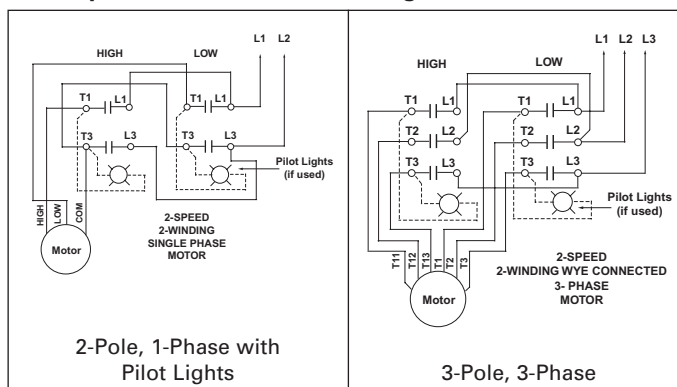 L1 L2
HIGH LOW
T1 L1 T1 L1
T3 L3 T3 L3
Pilot Lights
(if used)
HIGH
LOW
COM
Motor
2-SPEED
2-WINDING
SINGLE PHASE
MOTOR
2-Pole, 1-Phase with
Pilot Lights
L1 L2 L3
HIGH LOW
T1 L1 T1 L1
T2 L2 T2 L2
T3 L3 T3 L3
Pilot Lights
(if used)
T11
T12
T13
T1
T2
T3
Motor
2-SPEED
2-WINDING WYE CONNECTED
3- PHASE
MOTOR
3-Pole, 3-Phase